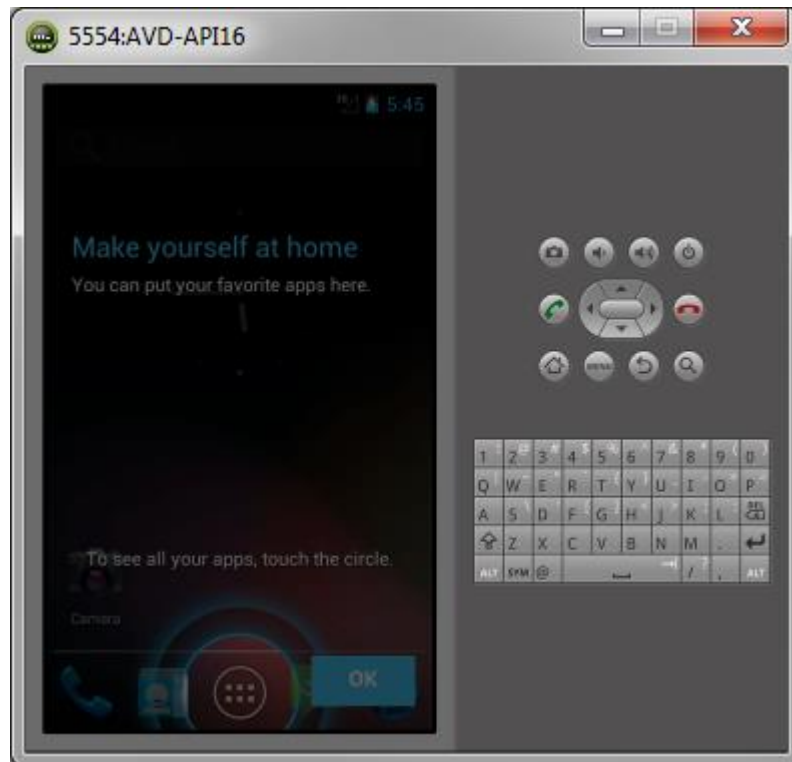 5554:AVD-API16
5:45
Make yourself at home
You can put your favorite apps here.
To see all your apps, touch the circle.
Camera
OK
MENU
1 2 @ 3 # 4 $ 5 % 6 ^ 7 & 8 * 9 ( 0 )
Q W E R T Y U I O P
A S D F G H J K L DEL
Z X C V B N M .
ALT SYM @ / ? , ALT